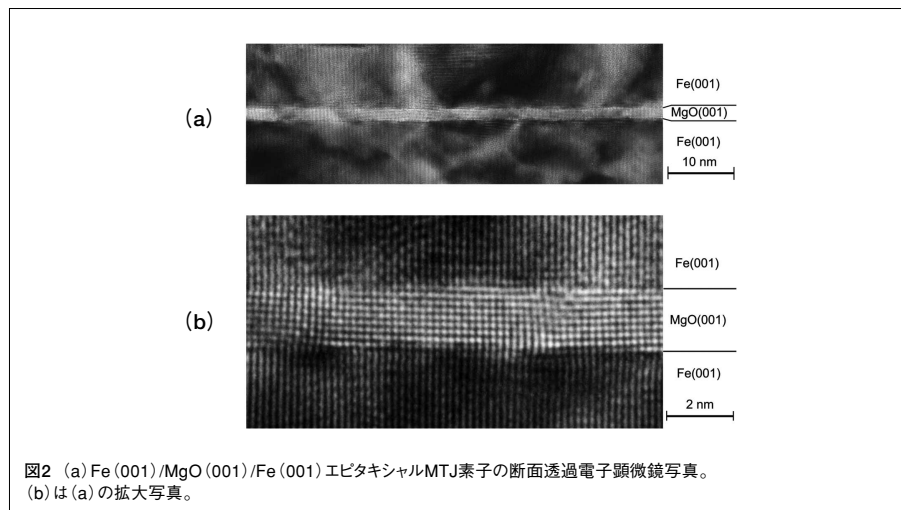 (a)
Fe(001)
MgO(001)
Fe(001)
10 nm
(b)
Fe(001)
MgO(001)
Fe(001)
2 nm
図2 (a)Fe(001)/MgO(001)/Fe(001)エピタキシャルMTJ素子の断面透過電子顕微鏡写真。
(b)は(a)の拡大写真。